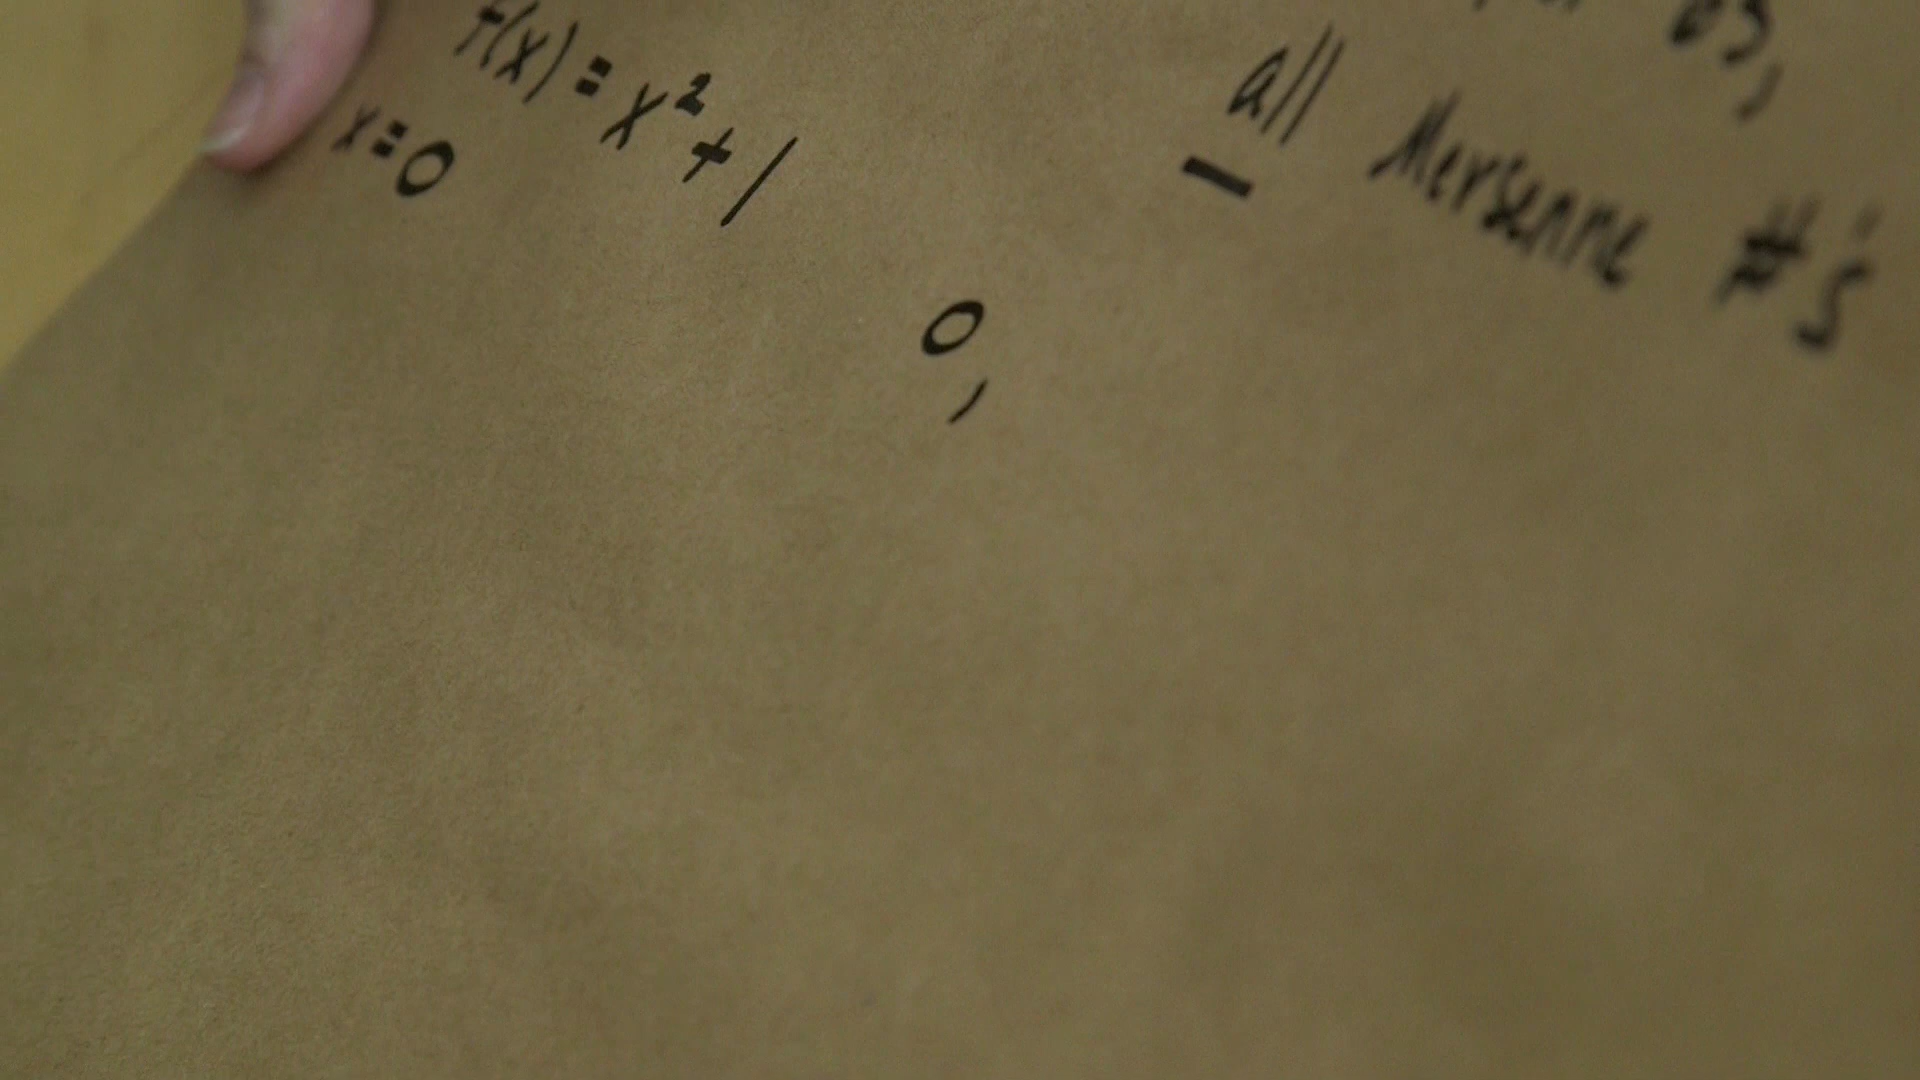 f(x) = x² + 1
x = 0
0,
- all Mersenne #'s